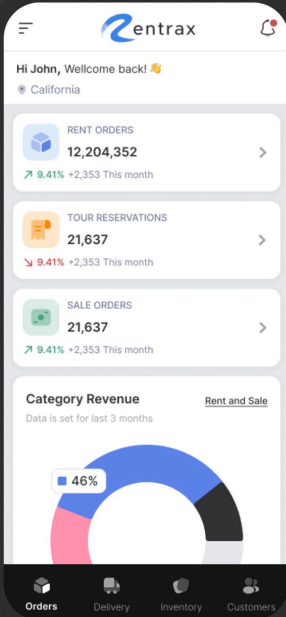 Rentrax
Hi John, Wellcome back! 👋
California
RENT ORDERS
12,204,352
9.41% +2,353 This month
TOUR RESERVATIONS
21,637
9.41% +2,353 This month
SALE ORDERS
21,637
9.41% +2,353 This month
Category Revenue
Rent and Sale
Data is set for last 3 months
46%
Orders
Delivery
Inventory
Customers